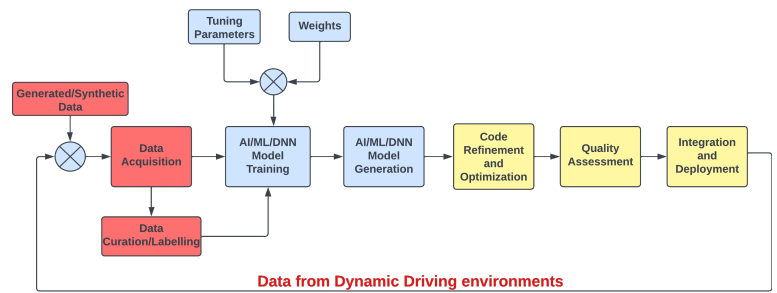 Tuning
Parameters
Weights
Generated/Synthetic
Data
Data
Acquisition
AI/ML/DNN
Model
Training
AI/ML/DNN
Model
Generation
Code
Refinement
and
Optimization
Quality
Assessment
Integration
and
Deployment
Data
Curation/Labelling
Data from Dynamic Driving environments